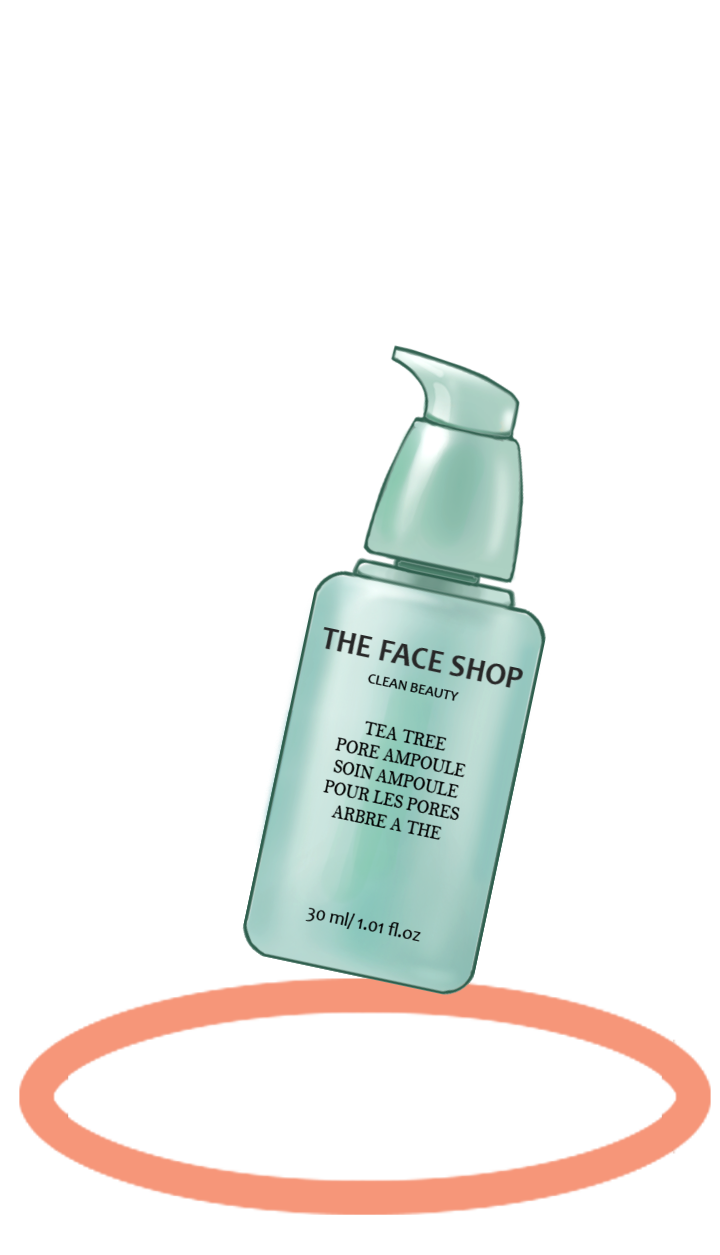 THE FACE SHOP
CLEAN BEAUTY
TEA TREE
PORE AMPOULE
SOIN AMPOULE
POUR LES PORES
ARBRE A THE
30 ml/ 1.01 fl.oz